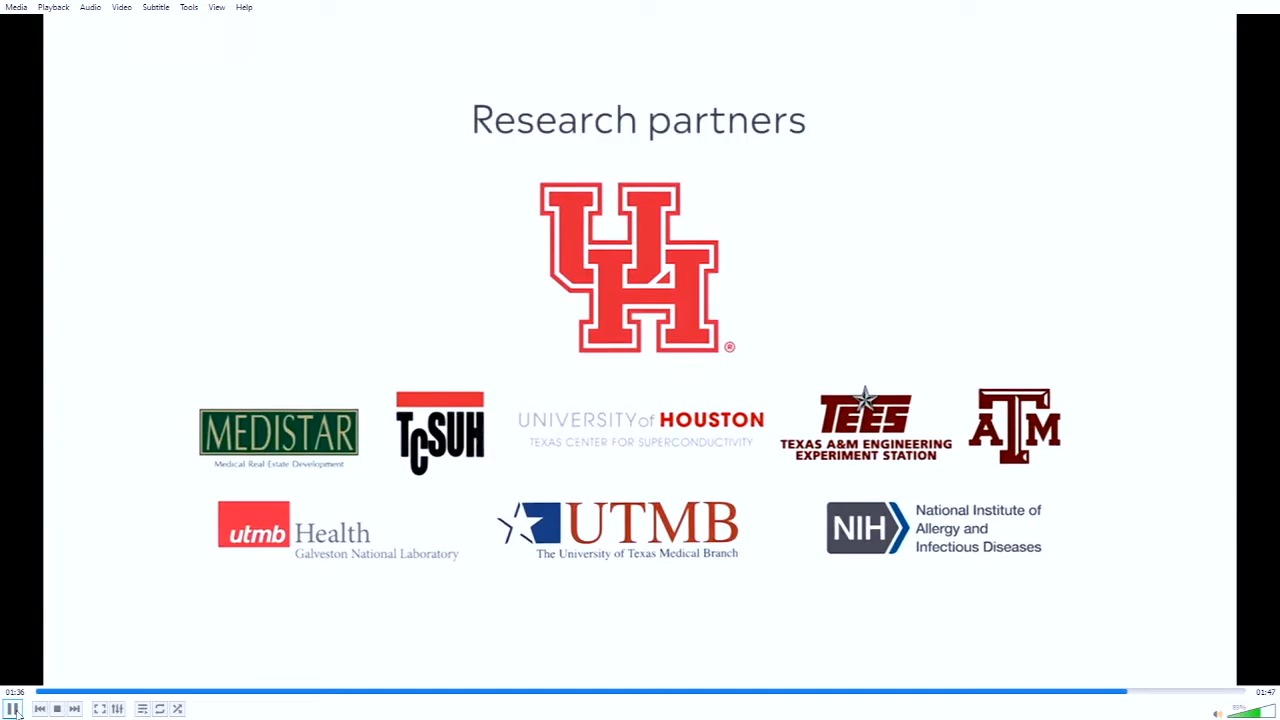 Media Playback Audio Video Subtitle Tools View Help
Research partners
UH
®
MEDISTAR
Medical Real Estate Development
TCSUH
UNIVERSITY of HOUSTON
TEXAS CENTER FOR SUPERCONDUCTIVITY
TEES
TEXAS A&M ENGINEERING
EXPERIMENT STATION
ATM
utmb Health
Galveston National Laboratory
UTMB
The University of Texas Medical Branch
NIH
National Institute of
Allergy and
Infectious Diseases
01:36
01:47